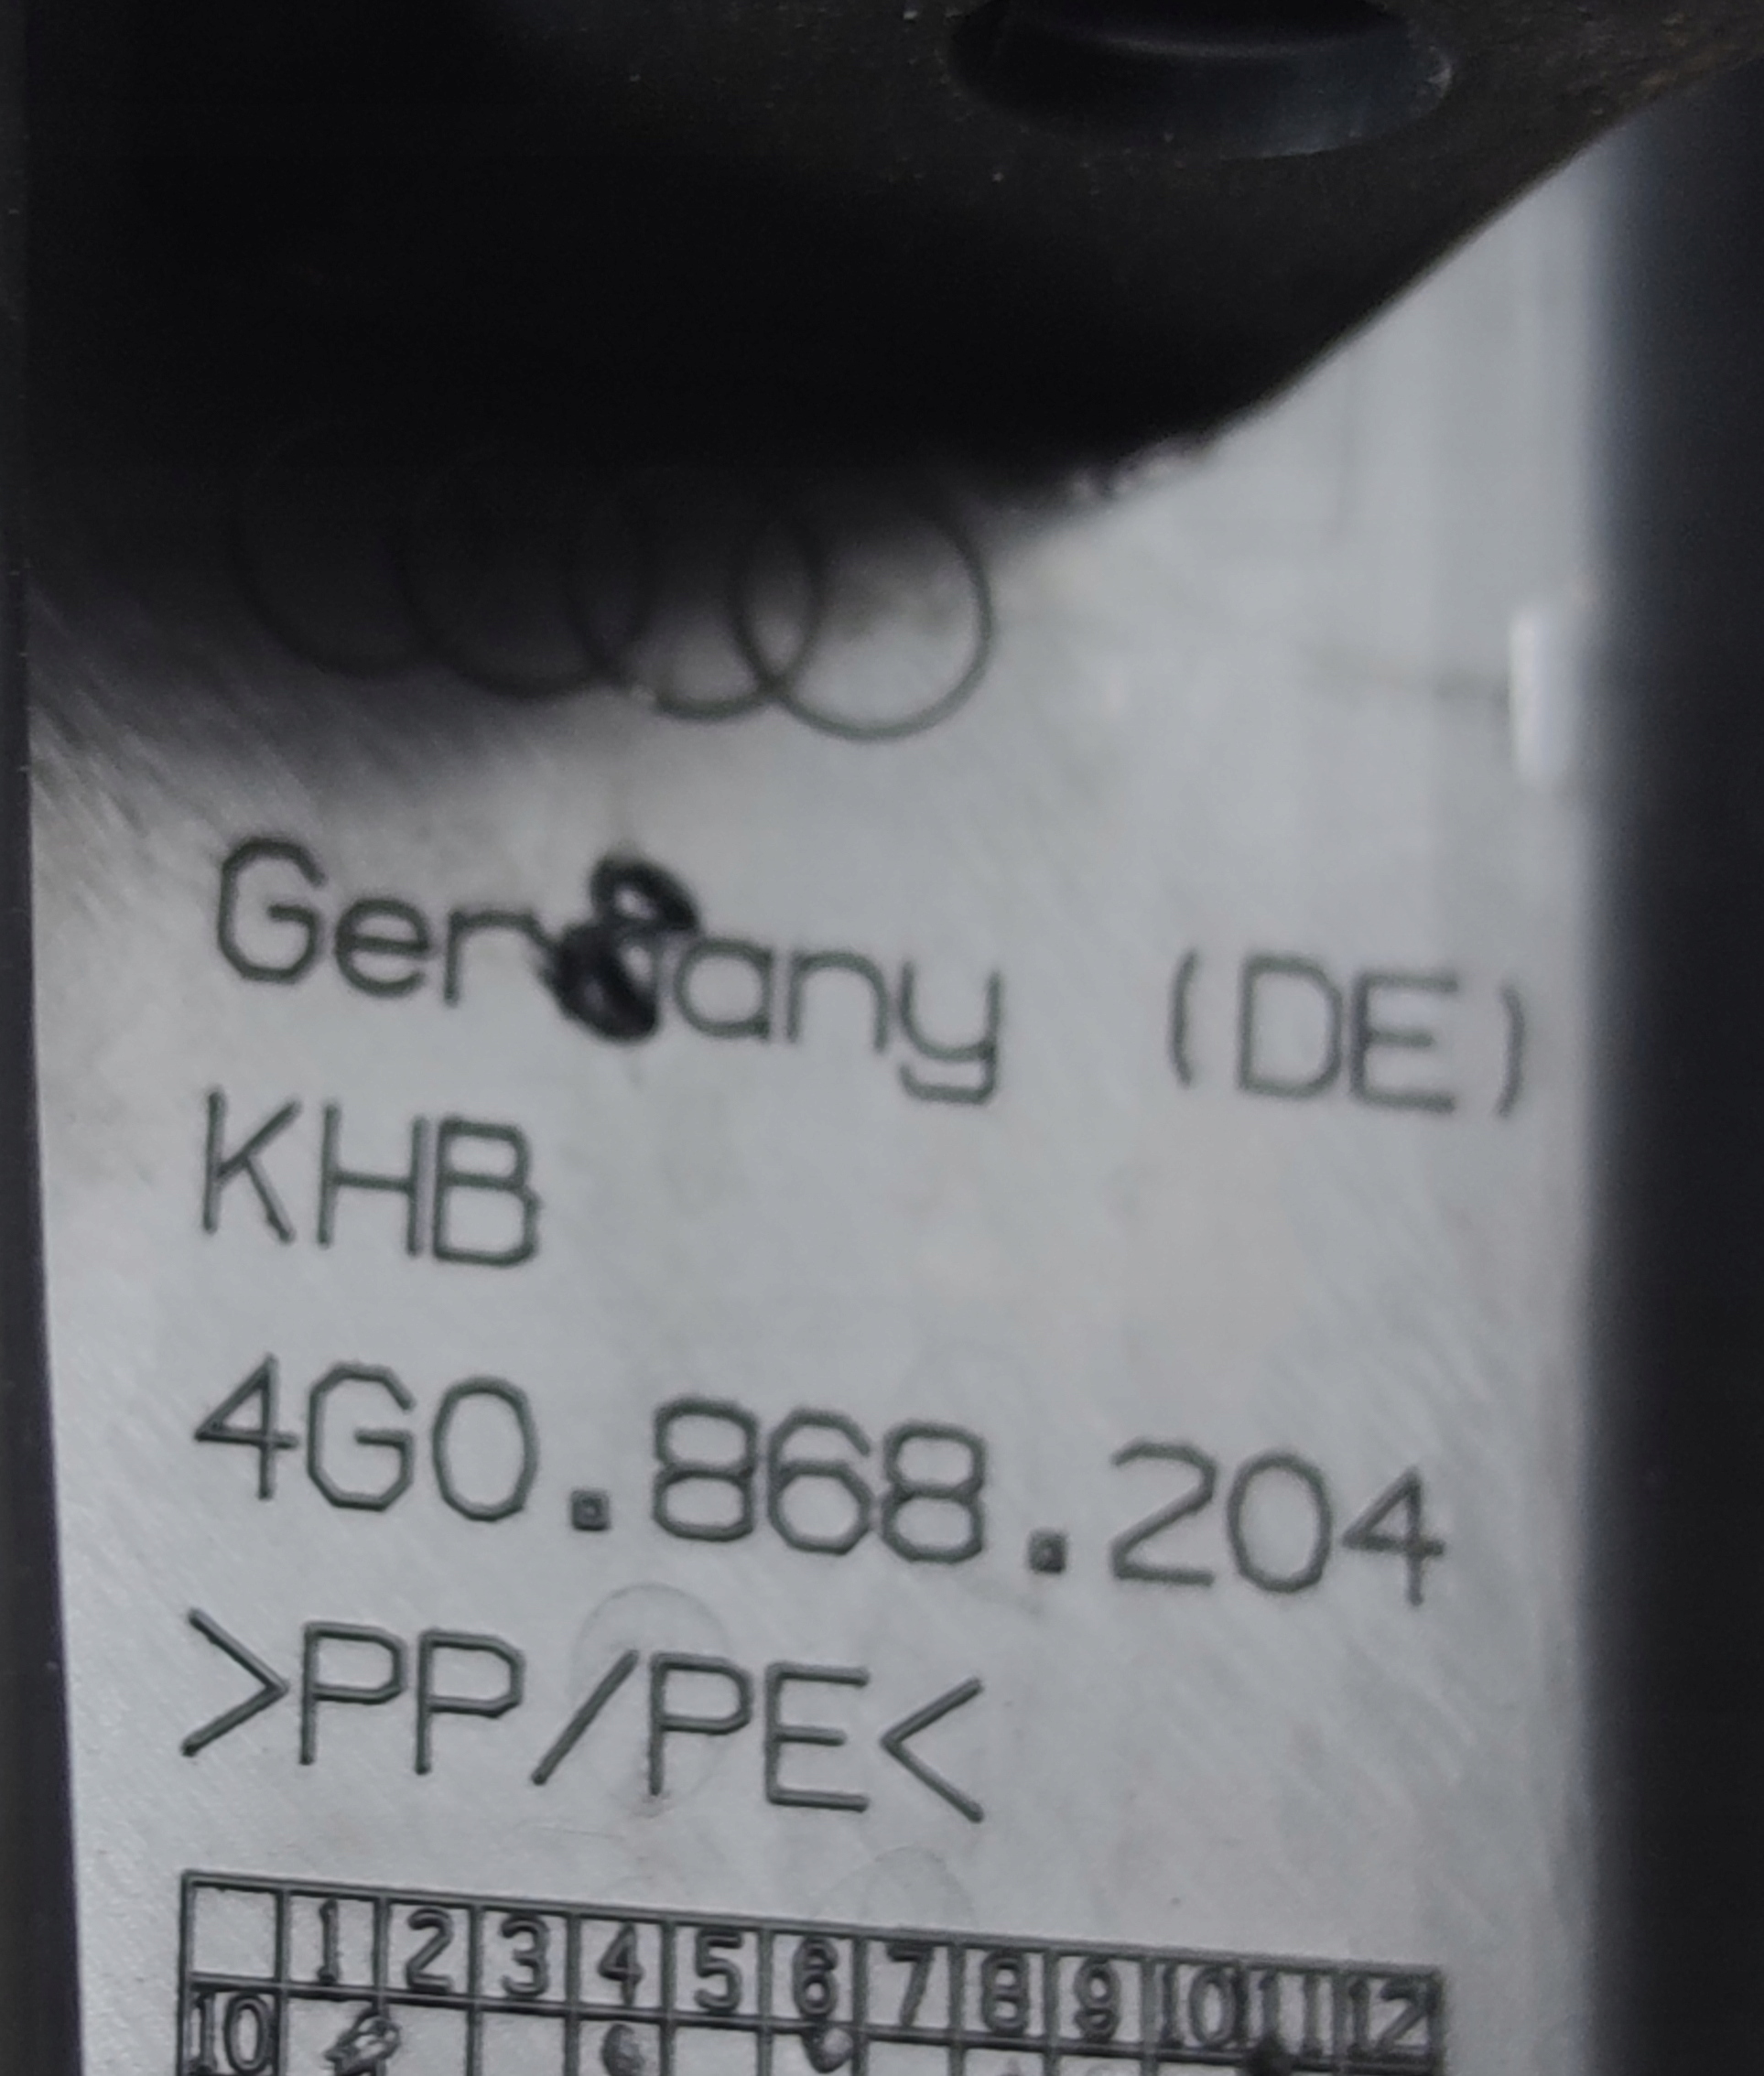 Germany (DE)
KHB
4G0.868.204
>PP/PE<
1 2 3 4 5 6 7 8 9 10 11 12
10